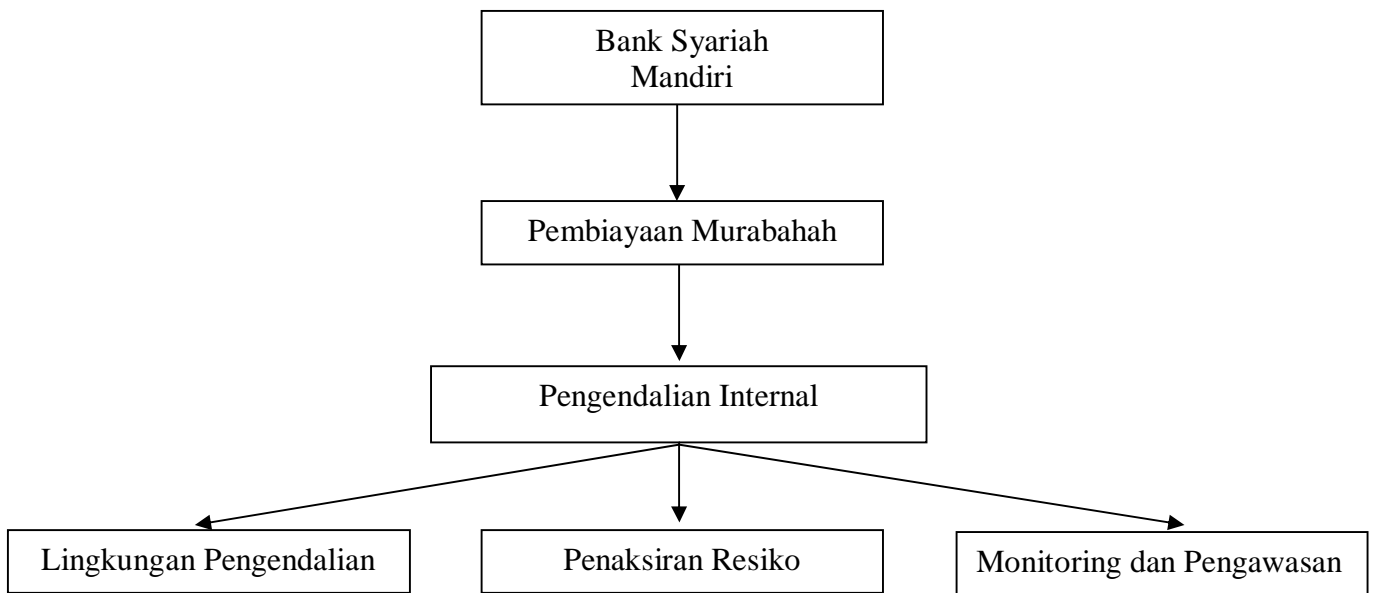 Bank Syariah
Mandiri
Pembiayaan Murabahah
Pengendalian Internal
Lingkungan Pengendalian
Penaksiran Resiko
Monitoring dan Pengawasan